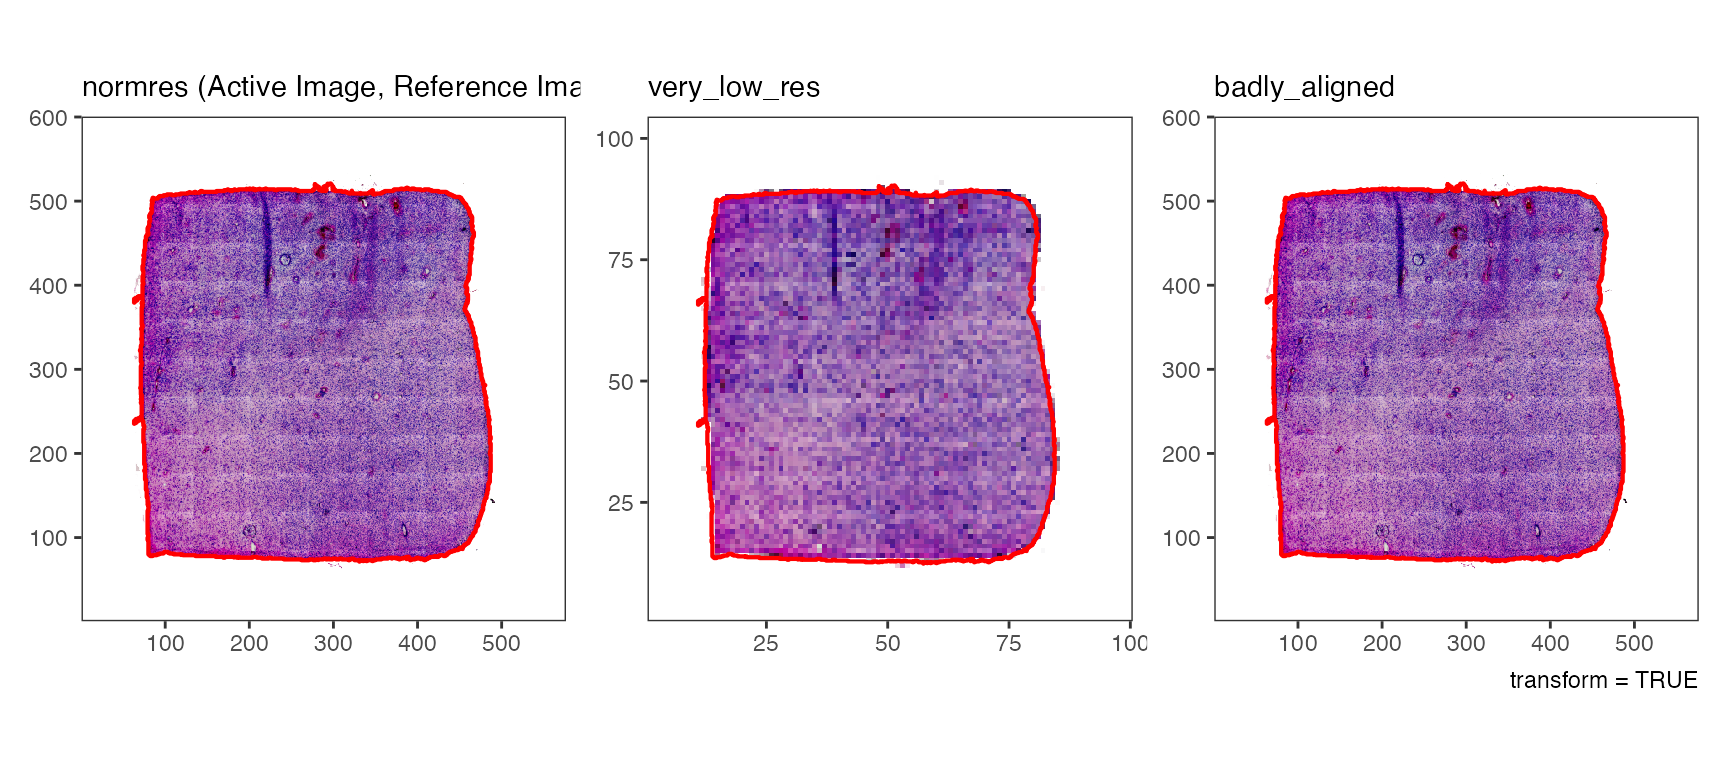 normres (Active Image, Reference Ima
very_low_res
badly_aligned
600
500
400
300
200
100
100 200 300 400 500
100
75
50
25
25 50 75 100
600
500
400
300
200
100
100 200 300 400 500
transform = TRUE